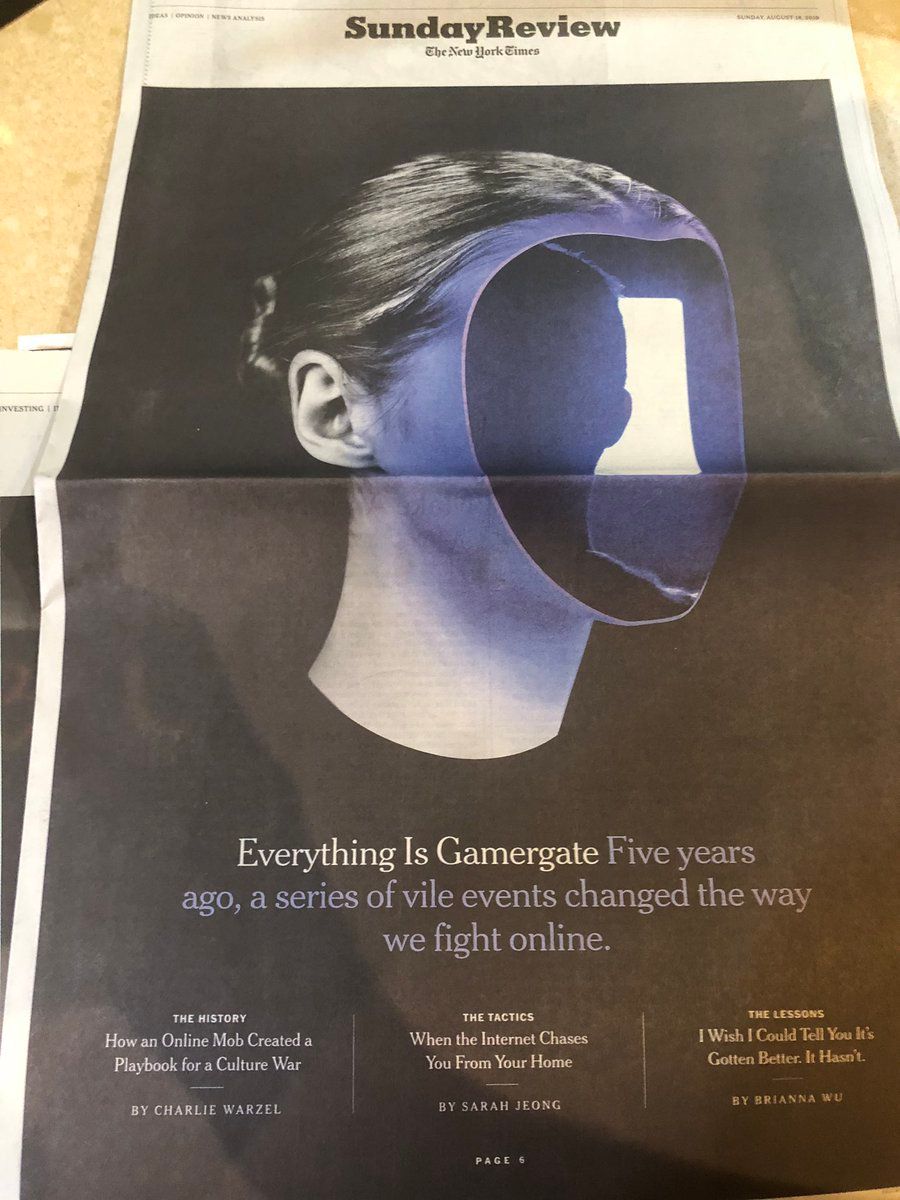 IDEAS | OPINION | NEWS ANALYSIS
SUNDAY, AUGUST 18, 2019
SundayReview
The New York Times
INVESTING |
Everything Is Gamergate Five years
ago, a series of vile events changed the way
we fight online.
THE HISTORY
How an Online Mob Created a
Playbook for a Culture War
BY CHARLIE WARZEL
THE TACTICS
When the Internet Chases
You From Your Home
BY SARAH JEONG
THE LESSONS
I Wish I Could Tell You It's
Gotten Better. It Hasn't.
BY BRIANNA WU
PAGE 6